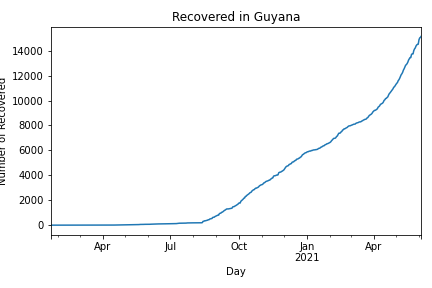 Recovered in Guyana
Number of Recovered
14000
12000
10000
8000
6000
4000
2000
0
Apr
Jul
Oct
Jan
2021
Apr
Day